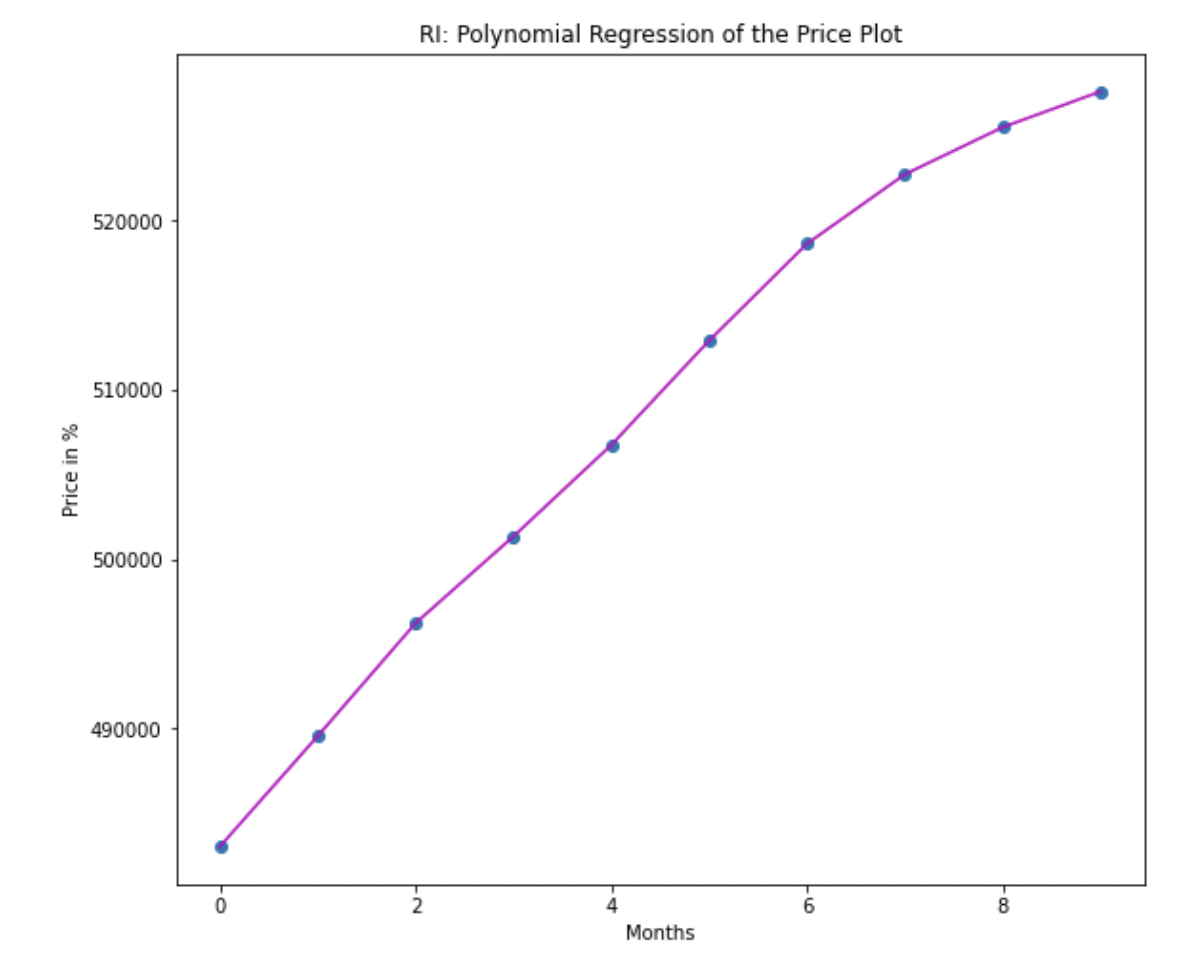 RI: Polynomial Regression of the Price Plot
520000
510000
500000
490000
Price in %
0 2 4 6 8
Months